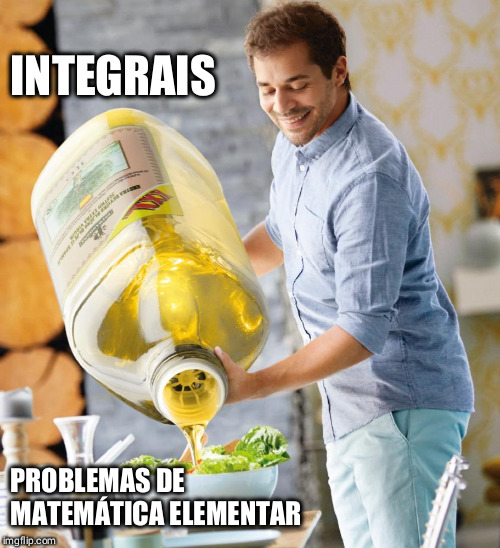 INTEGRAIS
PROBLEMAS DE
MATEMÁTICA ELEMENTAR
imgflip.com